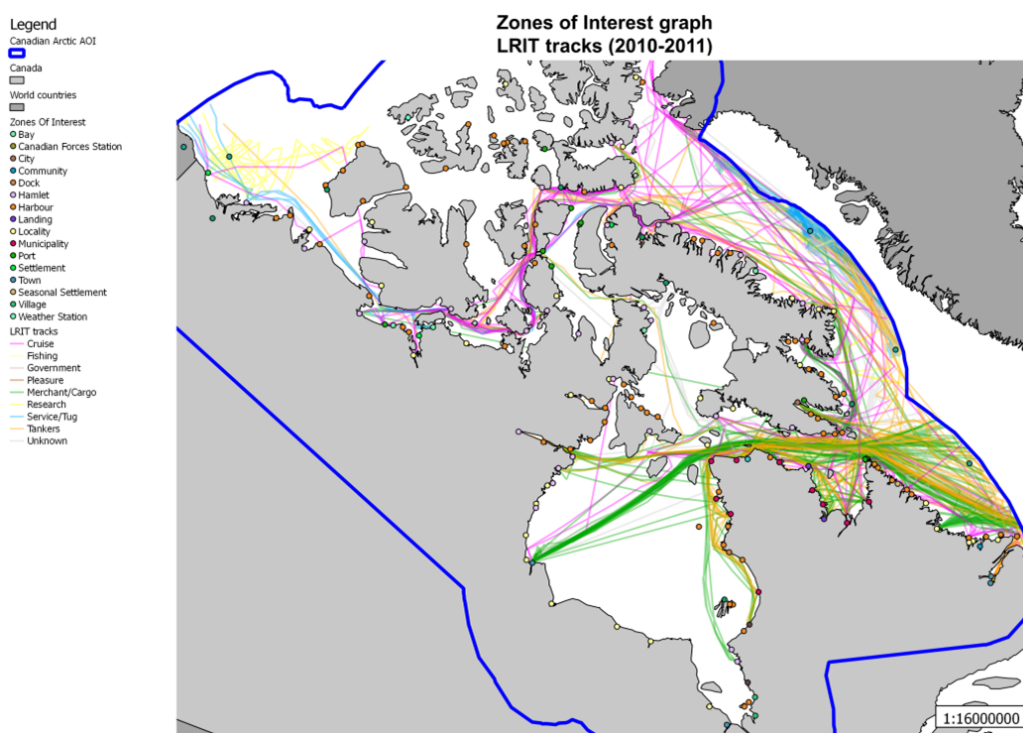 Zones of Interest graph
LRIT tracks (2010-2011)
Legend
Canadian Arctic AOI
Canada
World countries
Zones Of Interest
Bay
Canadian Forces Station
City
Community
Dock
Hamlet
Harbour
Landing
Locality
Municipality
Port
Settlement
Town
Seasonal Settlement
Village
Weather Station
LRIT tracks
Cruise
Fishing
Government
Pleasure
Merchant/Cargo
Research
Service/Tug
Tankers
Unknown
1:16000000